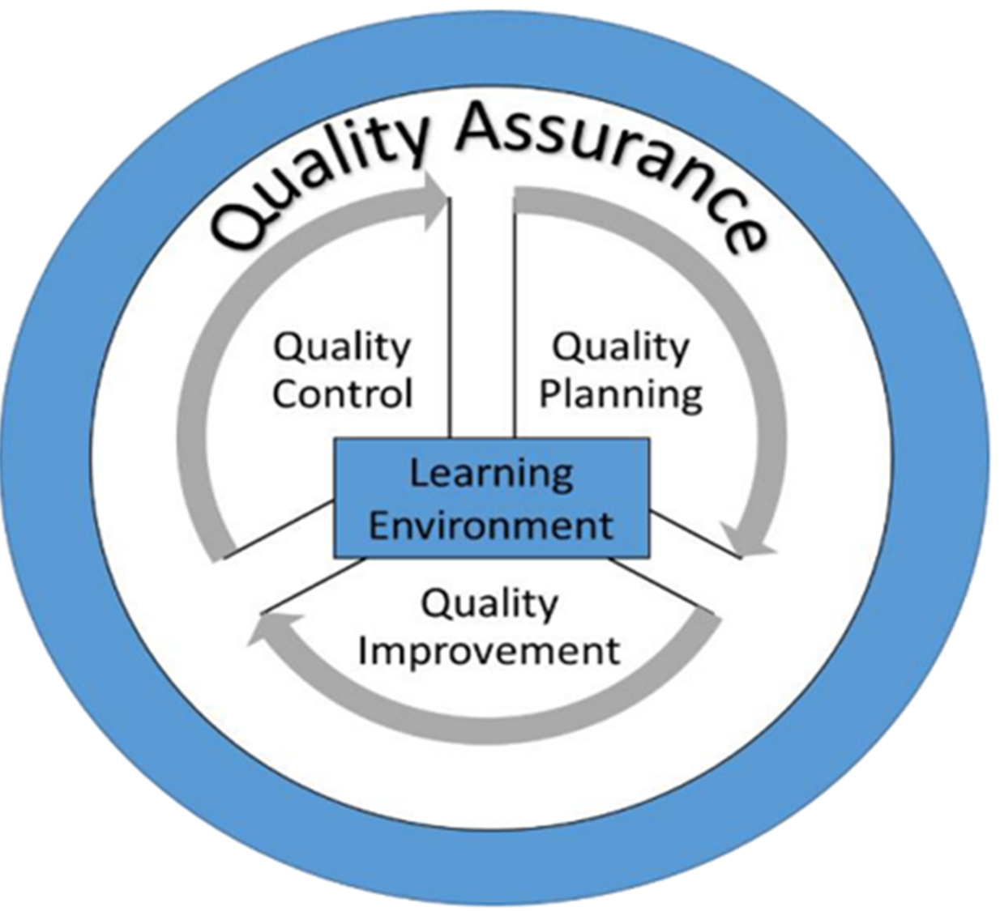 Quality Assurance
Quality
Control
Quality
Planning
Learning
Environment
Quality
Improvement